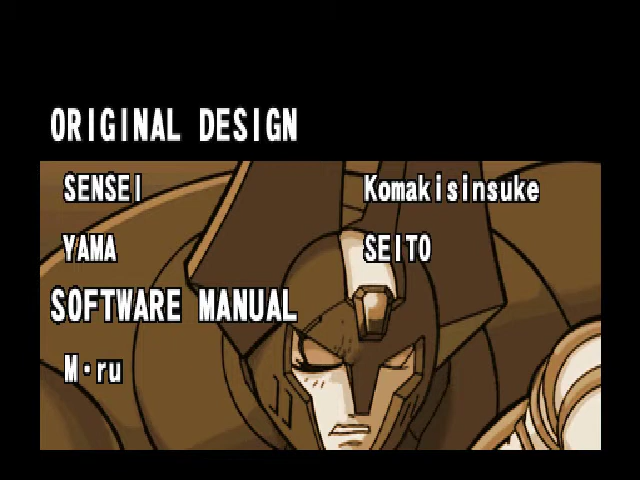 ORIGINAL DESIGN
SENSEI Komakisinsuke
YAMA SEITO
SOFTWARE MANUAL
M·ru